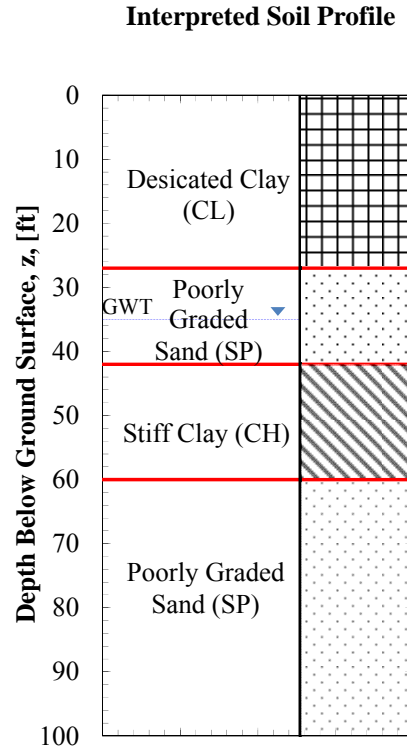 Interpreted Soil Profile
Depth Below Ground Surface, z, [ft]
0
10
20
30
40
50
60
70
80
90
100
Desicated Clay
(CL)
GWT
Poorly
Graded
Sand (SP)
Stiff Clay (CH)
Poorly Graded
Sand (SP)